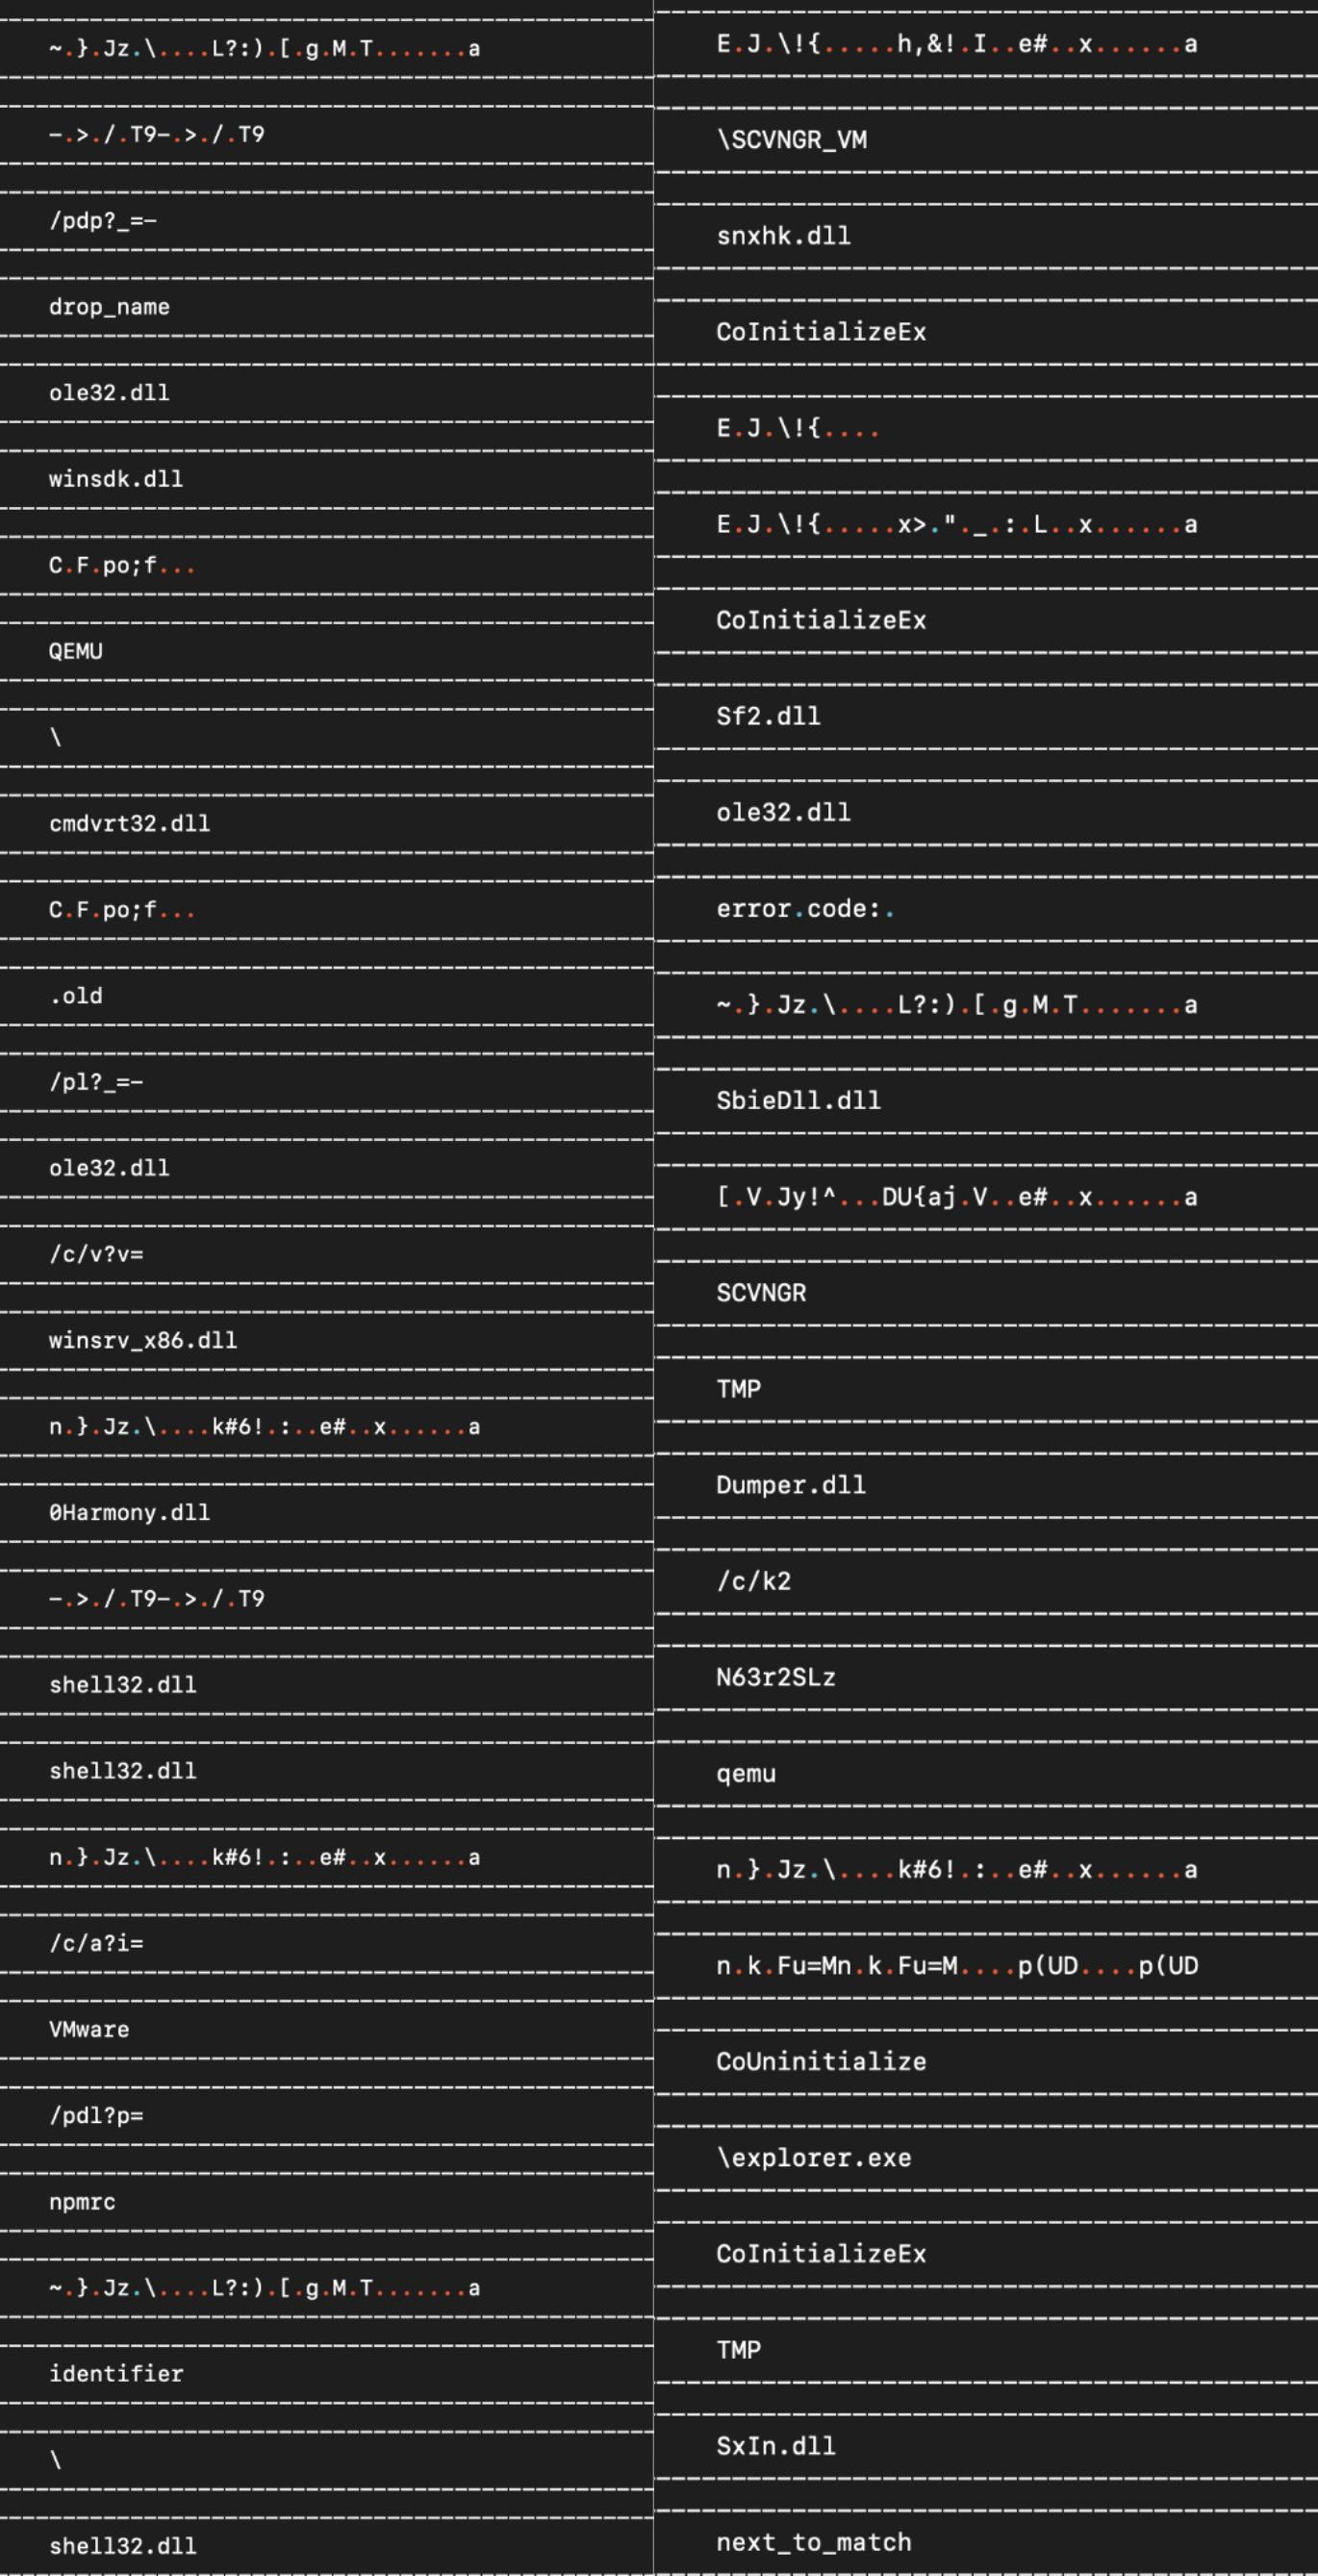 ~.}.Jz.\....L?:).[.g.M.T.......a
-.>./.T9-.>./.T9
/pdp?_=-
drop_name
ole32.dll
winsdk.dll
C.F.po;f...
QEMU
\
cmdvrt32.dll
C.F.po;f...
.old
/pl?_=-
ole32.dll
/c/v?v=
winsrv_x86.dll
n.}.Jz.\....k#6!.:..e#..x......a
0Harmony.dll
-.>./.T9-.>./.T9
shell32.dll
shell32.dll
n.}.Jz.\....k#6!.:..e#..x......a
/c/a?i=
VMware
/pdl?p=
npmrc
~.}.Jz.\....L?:).[.g.M.T.......a
identifier
\
shell32.dll
E.J.\!{.....h,&!.I..e#..x......a
\SCVNGR_VM
snxhk.dll
CoInitializeEx
E.J.\!{....
E.J.\!{.....x>."._.:.L..x......a
CoInitializeEx
Sf2.dll
ole32.dll
error.code:.
~.}.Jz.\....L?:).[.g.M.T.......a
SbieDll.dll
[.V.Jy!^...DU{aj.V..e#..x......a
SCVNGR
TMP
Dumper.dll
/c/k2
N63r2SLz
qemu
n.}.Jz.\....k#6!.:..e#..x......a
n.k.Fu=Mn.k.Fu=M....p(UD....p(UD
CoUninitialize
\explorer.exe
CoInitializeEx
TMP
SxIn.dll
next_to_match